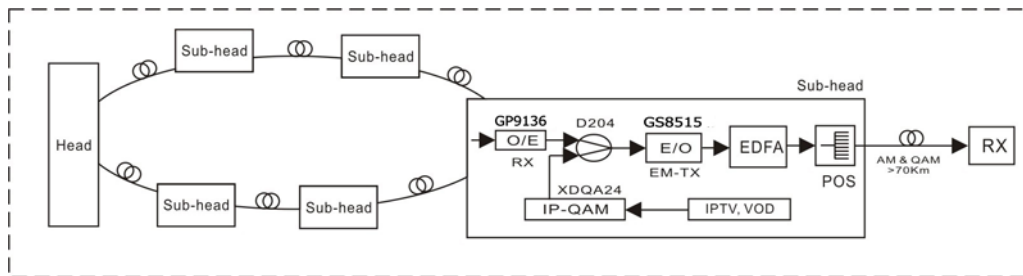 Sub-head
Sub-head
Head
Sub-head
Sub-head
Sub-head
GP9136
O/E
RX
D204
GS8515
E/O
EM-TX
EDFA
POS
AM & QAM
>70Km
RX
XDQA24
IP-QAM
IPTV, VOD